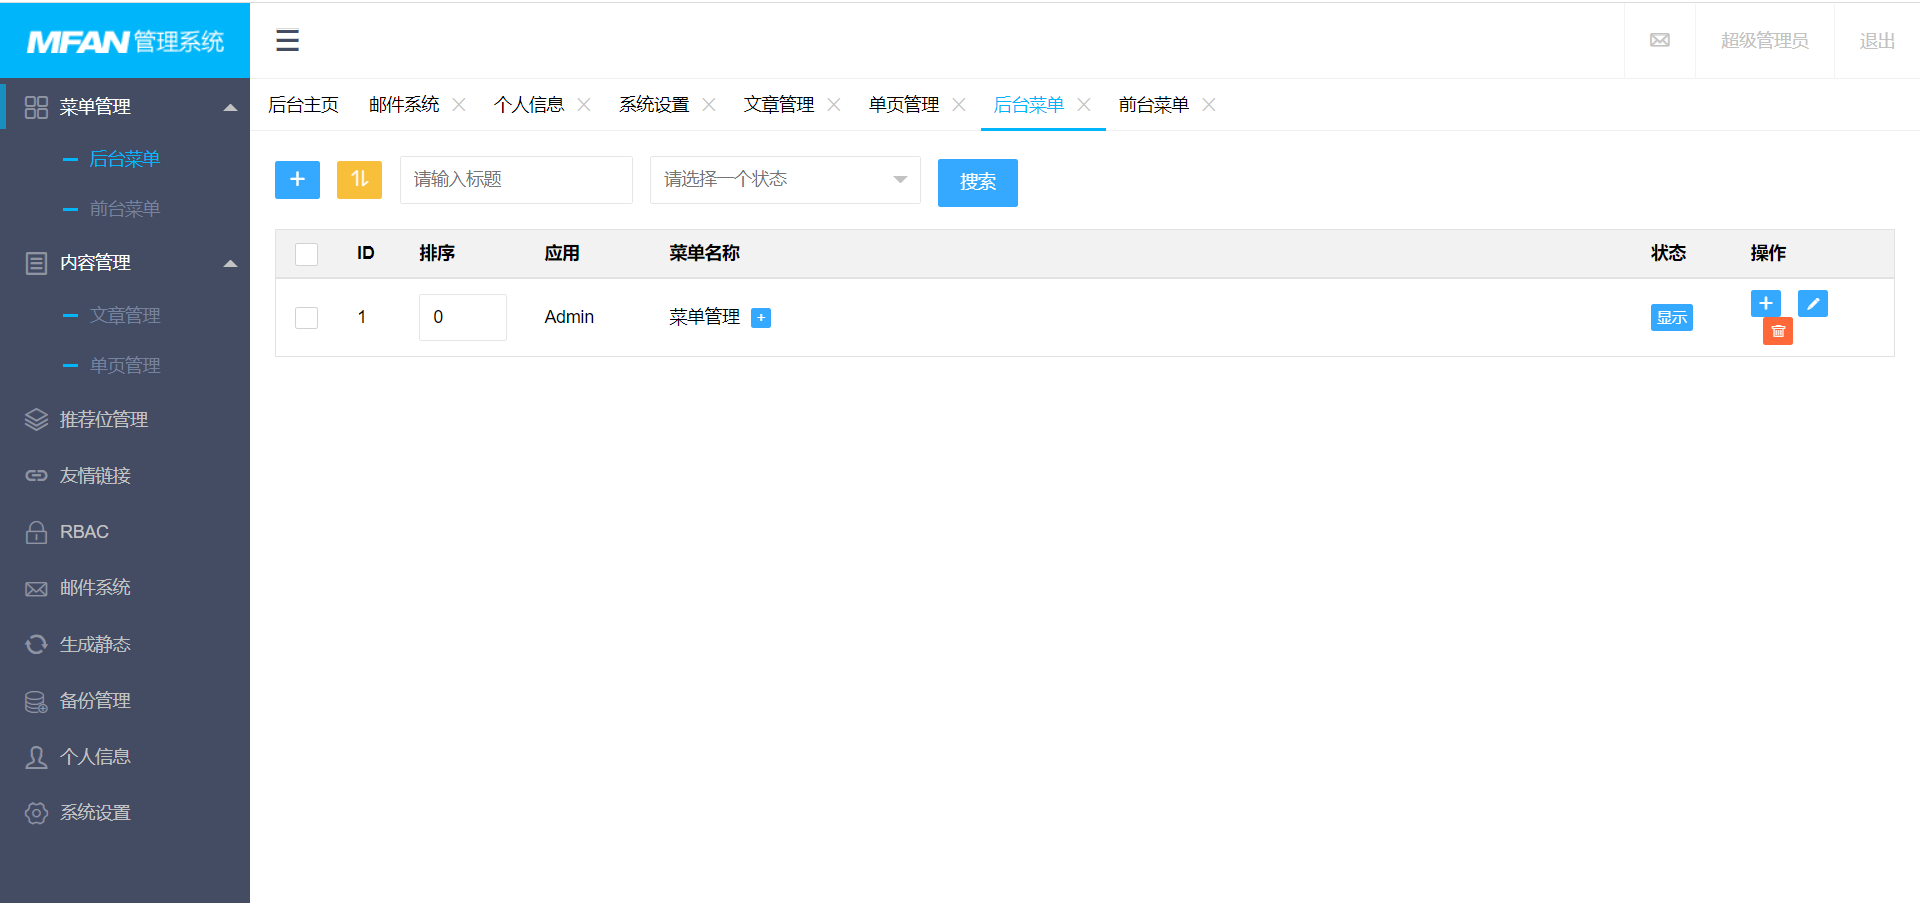 MFAN管理系统
超级管理员
退出
菜单管理
后台菜单
前台菜单
内容管理
文章管理
单页管理
推荐位管理
友情链接
RBAC
邮件系统
生成静态
备份管理
个人信息
系统设置
后台主页 邮件系统 个人信息 系统设置 文章管理 单页管理 后台菜单 前台菜单
请输入标题 请选择一个状态 搜索
ID 排序 应用 菜单名称 状态 操作
1 0 Admin 菜单管理 显示